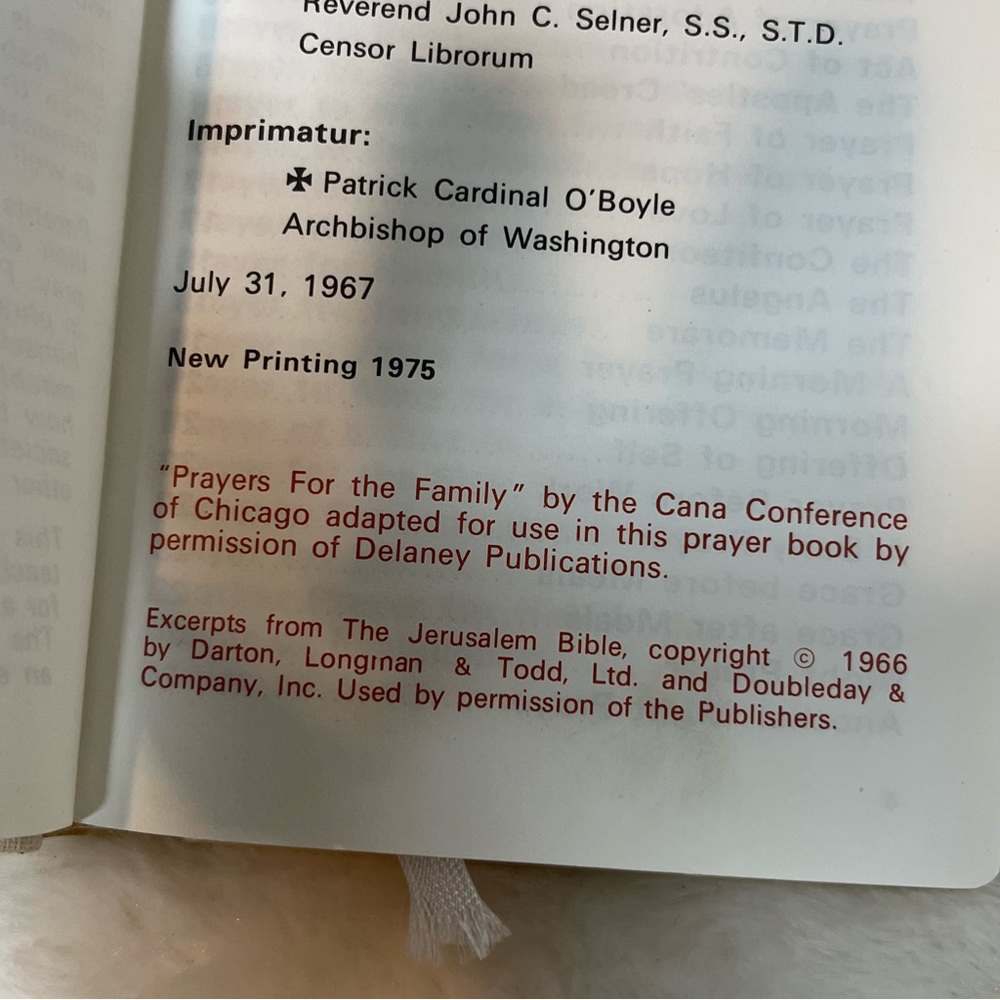 Reverend John C. Selner, S.S., S.T.D.
Censor Librorum
Imprimatur:
✠ Patrick Cardinal O'Boyle
Archbishop of Washington
July 31, 1967
New Printing 1975
“Prayers For the Family” by the Cana Conference
of Chicago adapted for use in this prayer book by
permission of Delaney Publications.
Excerpts from The Jerusalem Bible, copyright © 1966
by Darton, Longman & Todd, Ltd. and Doubleday &
Company, Inc. Used by permission of the Publishers.